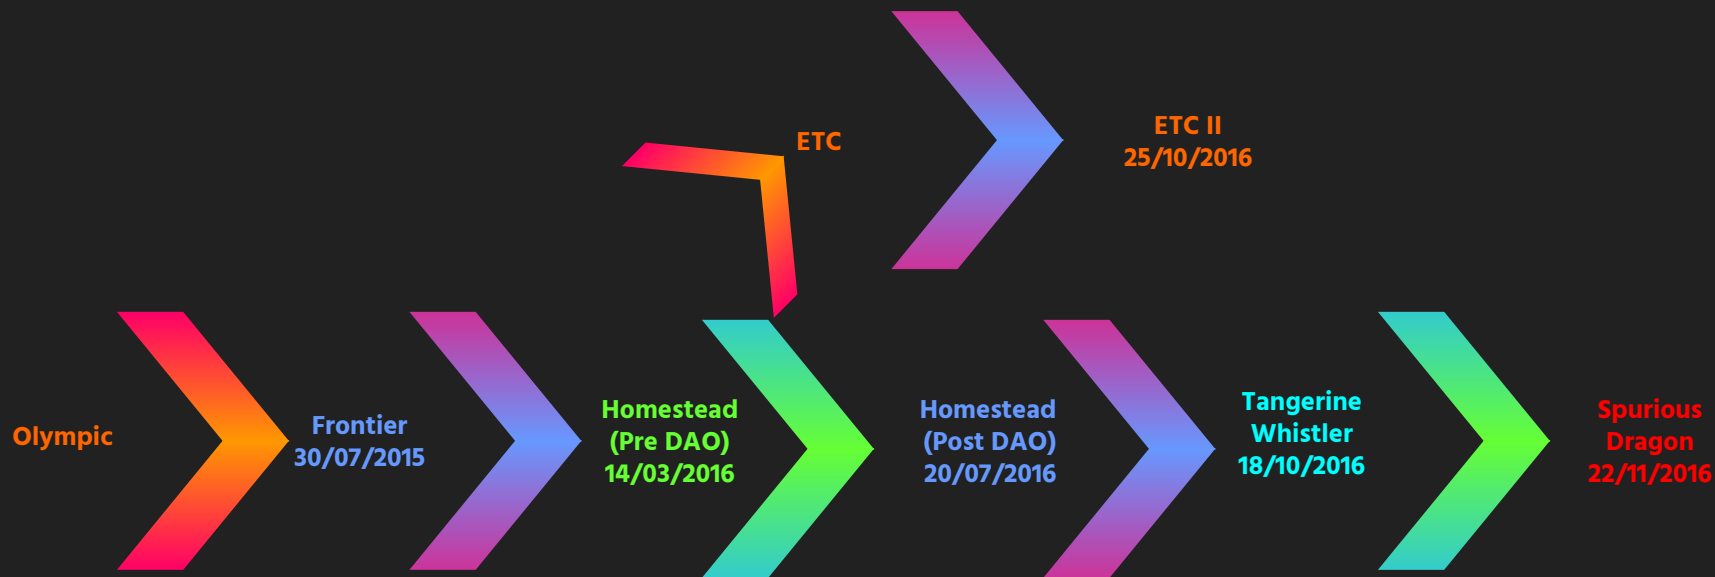 ETC
ETC II
25/10/2016
Olympic
Frontier
30/07/2015
Homestead
(Pre DAO)
14/03/2016
Homestead
(Post DAO)
20/07/2016
Tangerine
Whistler
18/10/2016
Spurious
Dragon
22/11/2016